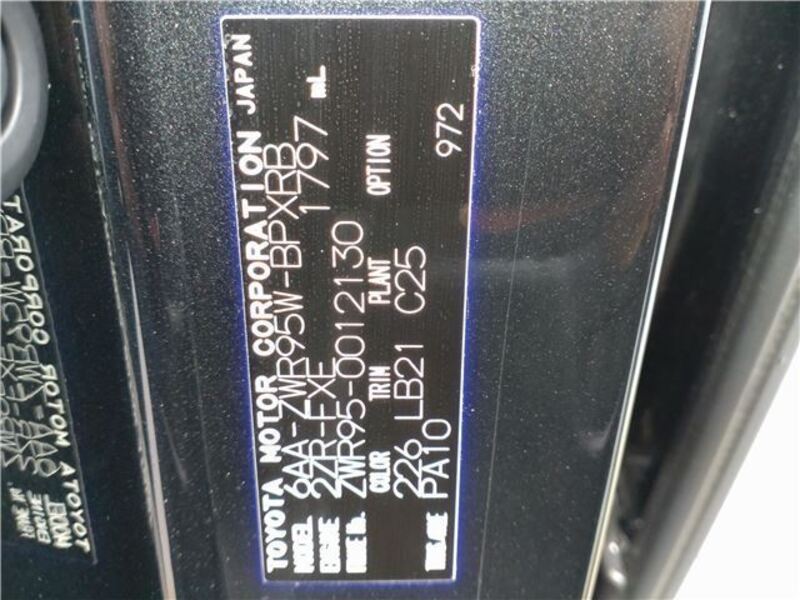 TOYOTA MOTOR CORPORATION JAPAN
MODEL 6AA-ZWR95W-BPXRB
ENGINE 2ZR-FXE 1797 mL
FRAME No. ZWR95-0012130
COLOR TRIM PLANT OPTION
226 LB21 C25 972
TRANS./AXLE PA10